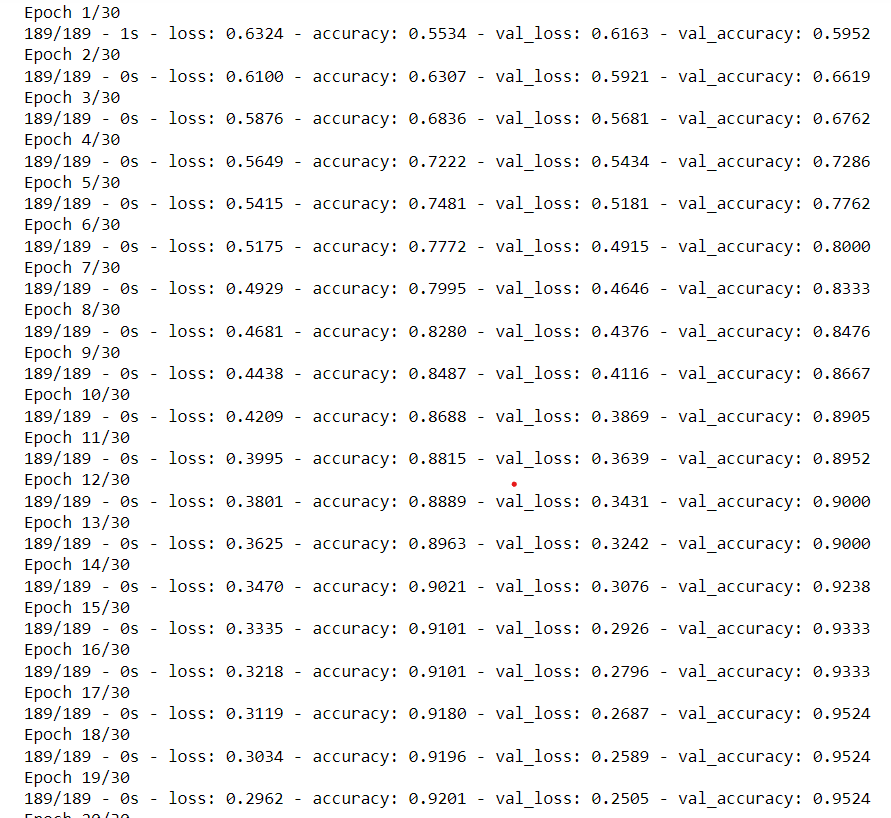 Epoch 1/30
189/189 - 1s - loss: 0.6324 - accuracy: 0.5534 - val_loss: 0.6163 - val_accuracy: 0.5952
Epoch 2/30
189/189 - 0s - loss: 0.6100 - accuracy: 0.6307 - val_loss: 0.5921 - val_accuracy: 0.6619
Epoch 3/30
189/189 - 0s - loss: 0.5876 - accuracy: 0.6836 - val_loss: 0.5681 - val_accuracy: 0.6762
Epoch 4/30
189/189 - 0s - loss: 0.5649 - accuracy: 0.7222 - val_loss: 0.5434 - val_accuracy: 0.7286
Epoch 5/30
189/189 - 0s - loss: 0.5415 - accuracy: 0.7481 - val_loss: 0.5181 - val_accuracy: 0.7762
Epoch 6/30
189/189 - 0s - loss: 0.5175 - accuracy: 0.7772 - val_loss: 0.4915 - val_accuracy: 0.8000
Epoch 7/30
189/189 - 0s - loss: 0.4929 - accuracy: 0.7995 - val_loss: 0.4646 - val_accuracy: 0.8333
Epoch 8/30
189/189 - 0s - loss: 0.4681 - accuracy: 0.8280 - val_loss: 0.4376 - val_accuracy: 0.8476
Epoch 9/30
189/189 - 0s - loss: 0.4438 - accuracy: 0.8487 - val_loss: 0.4116 - val_accuracy: 0.8667
Epoch 10/30
189/189 - 0s - loss: 0.4209 - accuracy: 0.8688 - val_loss: 0.3869 - val_accuracy: 0.8905
Epoch 11/30
189/189 - 0s - loss: 0.3995 - accuracy: 0.8815 - val_loss: 0.3639 - val_accuracy: 0.8952
Epoch 12/30
189/189 - 0s - loss: 0.3801 - accuracy: 0.8889 - val_loss: 0.3431 - val_accuracy: 0.9000
Epoch 13/30
189/189 - 0s - loss: 0.3625 - accuracy: 0.8963 - val_loss: 0.3242 - val_accuracy: 0.9000
Epoch 14/30
189/189 - 0s - loss: 0.3470 - accuracy: 0.9021 - val_loss: 0.3076 - val_accuracy: 0.9238
Epoch 15/30
189/189 - 0s - loss: 0.3335 - accuracy: 0.9101 - val_loss: 0.2926 - val_accuracy: 0.9333
Epoch 16/30
189/189 - 0s - loss: 0.3218 - accuracy: 0.9101 - val_loss: 0.2796 - val_accuracy: 0.9333
Epoch 17/30
189/189 - 0s - loss: 0.3119 - accuracy: 0.9180 - val_loss: 0.2687 - val_accuracy: 0.9524
Epoch 18/30
189/189 - 0s - loss: 0.3034 - accuracy: 0.9196 - val_loss: 0.2589 - val_accuracy: 0.9524
Epoch 19/30
189/189 - 0s - loss: 0.2962 - accuracy: 0.9201 - val_loss: 0.2505 - val_accuracy: 0.9524